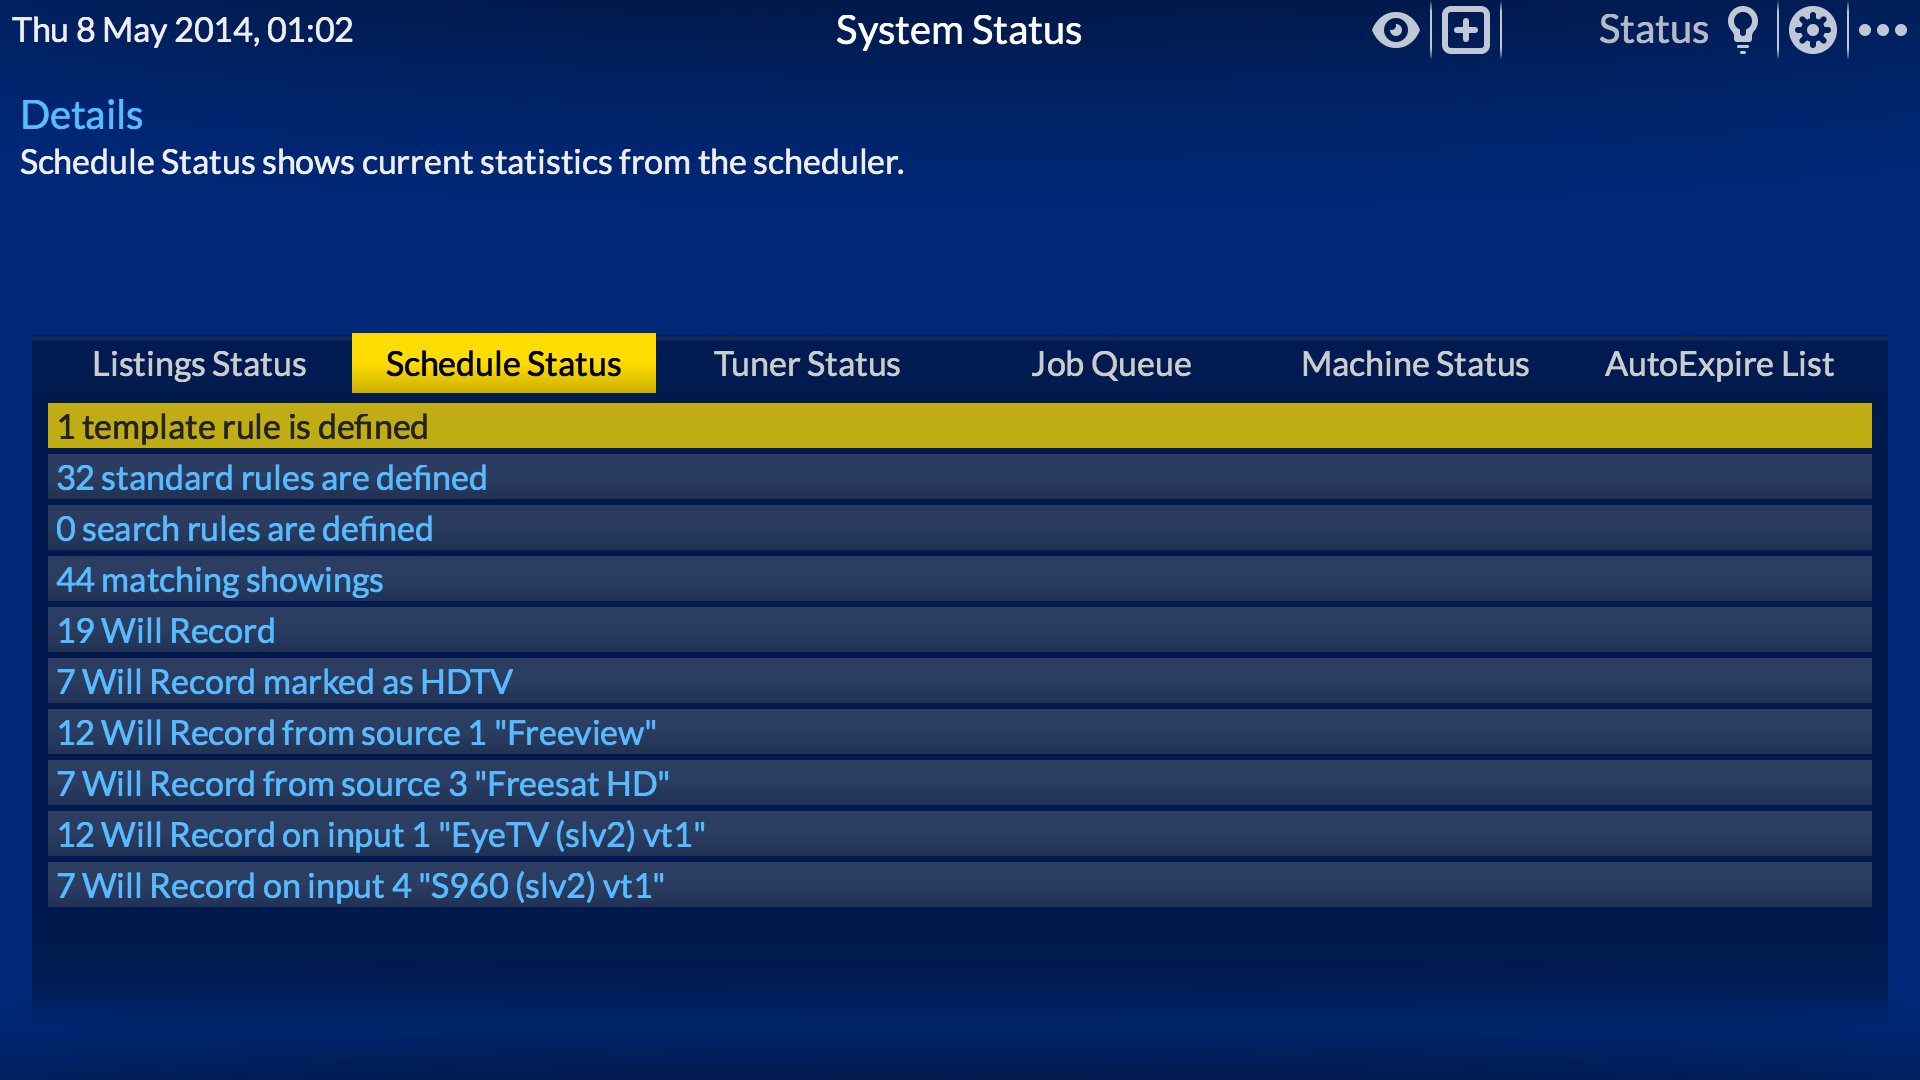 Thu 8 May 2014, 01:02
System Status
Status
Details
Schedule Status shows current statistics from the scheduler.
Listings Status
Schedule Status
Tuner Status
Job Queue
Machine Status
AutoExpire List
1 template rule is defined
32 standard rules are defined
0 search rules are defined
44 matching showings
19 Will Record
7 Will Record marked as HDTV
12 Will Record from source 1 "Freeview"
7 Will Record from source 3 "Freesat HD"
12 Will Record on input 1 "EyeTV (slv2) vt1"
7 Will Record on input 4 "S960 (slv2) vt1"